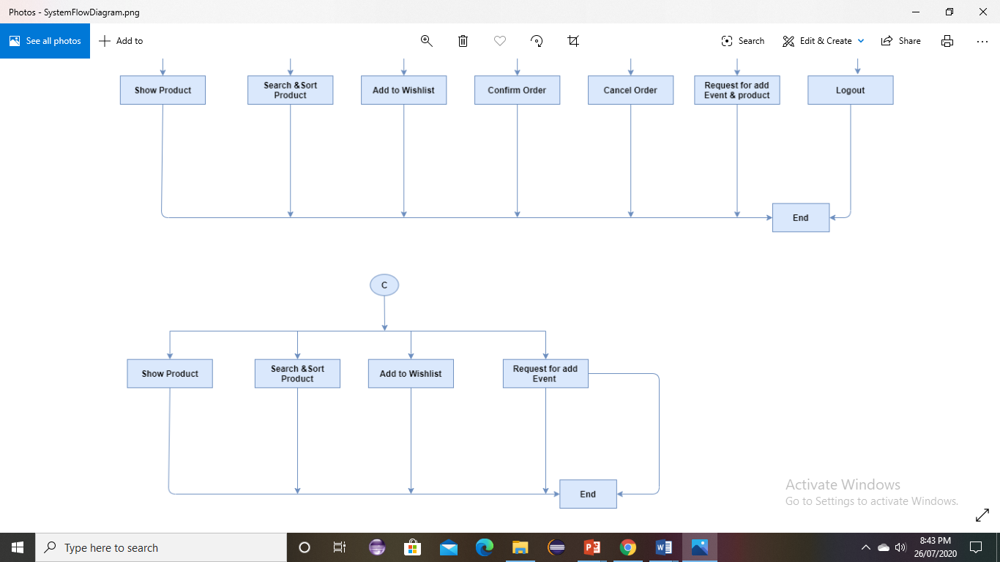 Photos - SystemFlowDiagram.png
See all photos
Add to
Search
Edit & Create
Share
Show Product
Search &Sort
Product
Add to Wishlist
Confirm Order
Cancel Order
Request for add
Event & product
Logout
End
C
Show Product
Search &Sort
Product
Add to Wishlist
Request for add
Event
End
Activate Windows
Go to Settings to activate Windows.
Type here to search
8:43 PM
26/07/2020